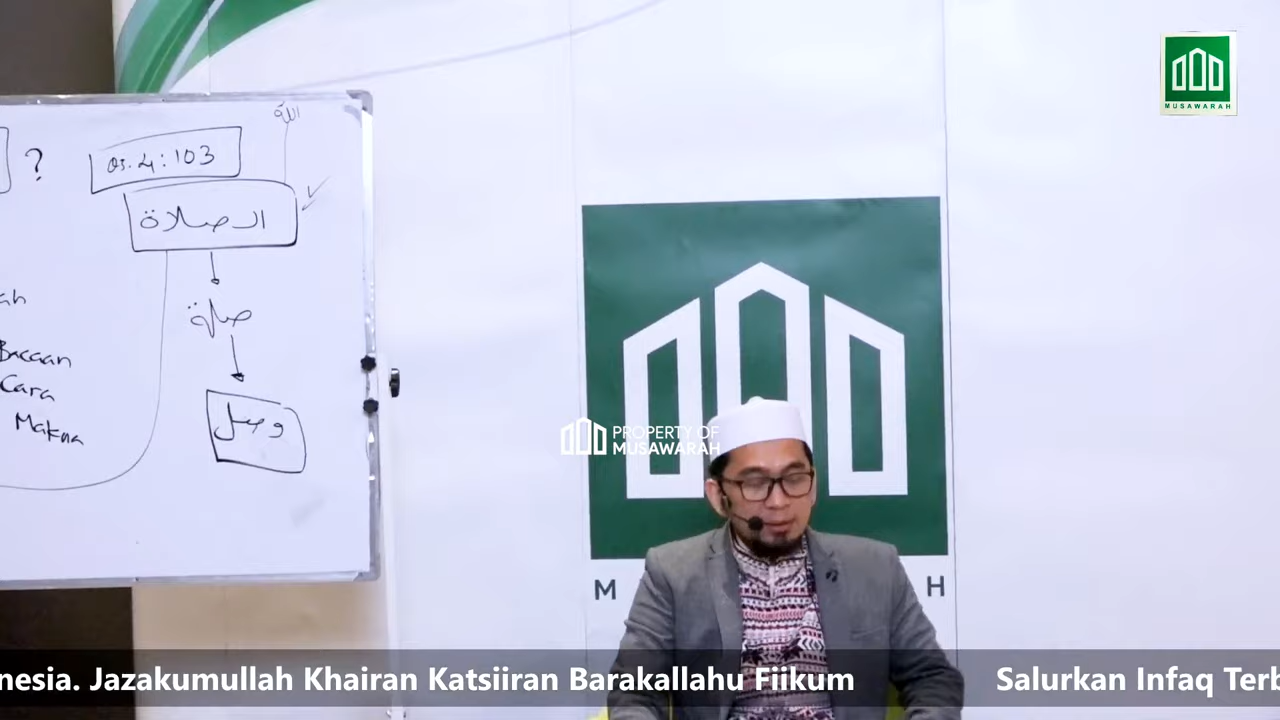 الله
?
Qs. 4 : 103
الصلاة
صلة
وصل
ah
Bacaan
Cara
Makna
MUSAWARAH
PROPERTY OF
MUSAWARAH
M H
nesia. Jazakumullah Khairan Katsiiran Barakallahu Fiikum Salurkan Infaq Terb